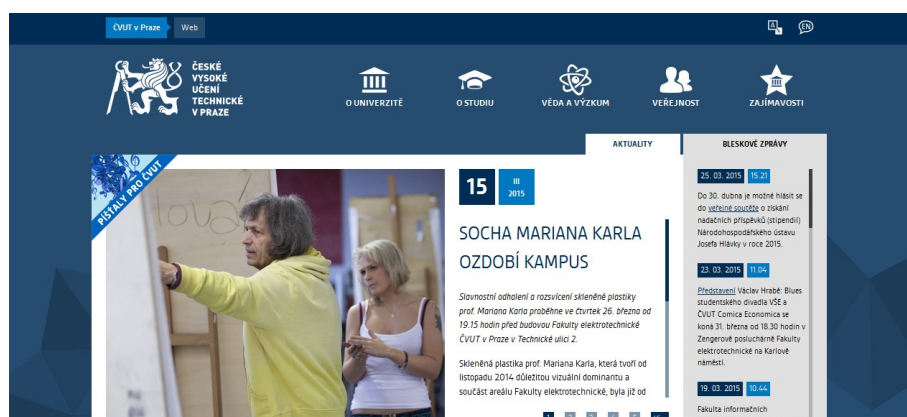 ČVUT v Praze
Web
EN
ČESKÉ
VYSOKÉ
UČENÍ
TECHNICKÉ
V PRAZE
O UNIVERZITĚ
O STUDIU
VĚDA A VÝZKUM
VEŘEJNOST
ZAJÍMAVOSTI
AKTUALITY
BLESKOVÉ ZPRÁVY
PÍŠŤALY PRO ČVUT
15
III
2015
SOCHA MARIANA KARLA
OZDOBÍ KAMPUS
Slavnostní odhalení a rozsvícení skleněné plastiky
prof. Mariana Karla proběhne ve čtvrtek 26. března od
19.15 hodin před budovou Fakulty elektrotechnické
ČVUT v Praze v Technické ulici 2.
Skleněná plastika prof. Mariana Karla, která tvoří od
listopadu 2014 důležitou vizuální dominantu a
součást areálu Fakulty elektrotechnické, byla již od
25. 03. 2015 15.21
Do 30. dubna je možné hlásit se
do veřejné soutěže o získání
nadačních příspěvků (stipendií)
Národohospodářského ústavu
Josefa Hlávky v roce 2015.
23. 03. 2015 11.04
Představení Václav Hrabě: Blues
studentského divadla VŠE a
ČVUT Comica Economica se
koná 31. března od 18.30 hodin v
Zengerově posluchárně Fakulty
elektrotechnické na Karlově
náměstí.
19. 03. 2015 10.44
Fakulta informačních